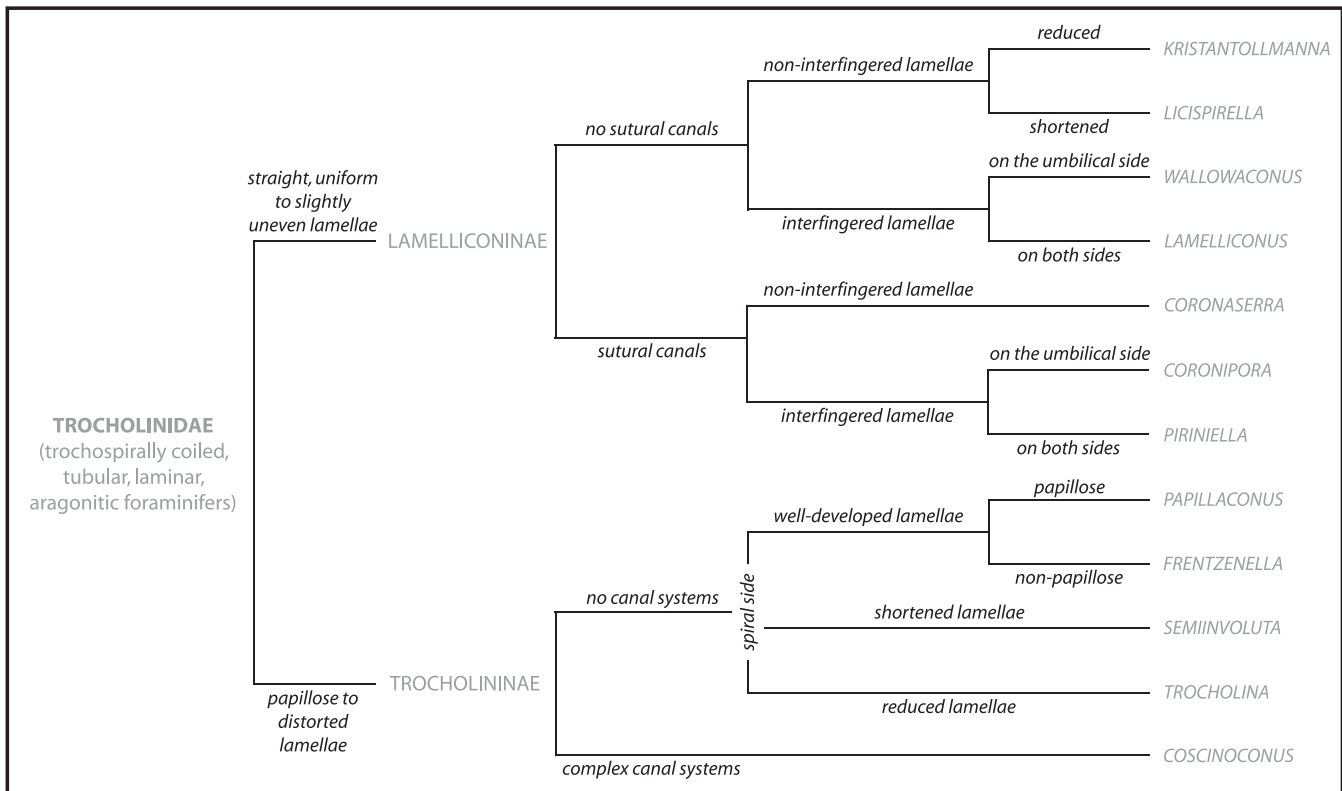 reduced
KRISTANTOLLMANNA
non-interfingered lamellae
LICISPIRELLA
shortened
no sutural canals
on the umbilical side
WALLOWACONUS
straight, uniform
to slightly
uneven lamellae
interfingered lamellae
LAMELLICONINAE
LAMELLICONUS
on both sides
non-interfingered lamellae
CORONASERRA
sutural canals
on the umbilical side
CORONIPORA
interfingered lamellae
TROCHOLINIDAE
(trochospirally coiled,
tubular, laminar,
aragonitic foraminifers)
PIRINIELLA
on both sides
papillose
PAPILLACONUS
well-developed lamellae
FRENTZENELLA
non-papillose
no canal systems
spiral side
shortened lamellae
SEMIINVOLUTA
TROCHOLININAE
papillose to
distorted
lamellae
TROCHOLINA
reduced lamellae
COSCINOCONUS
complex canal systems